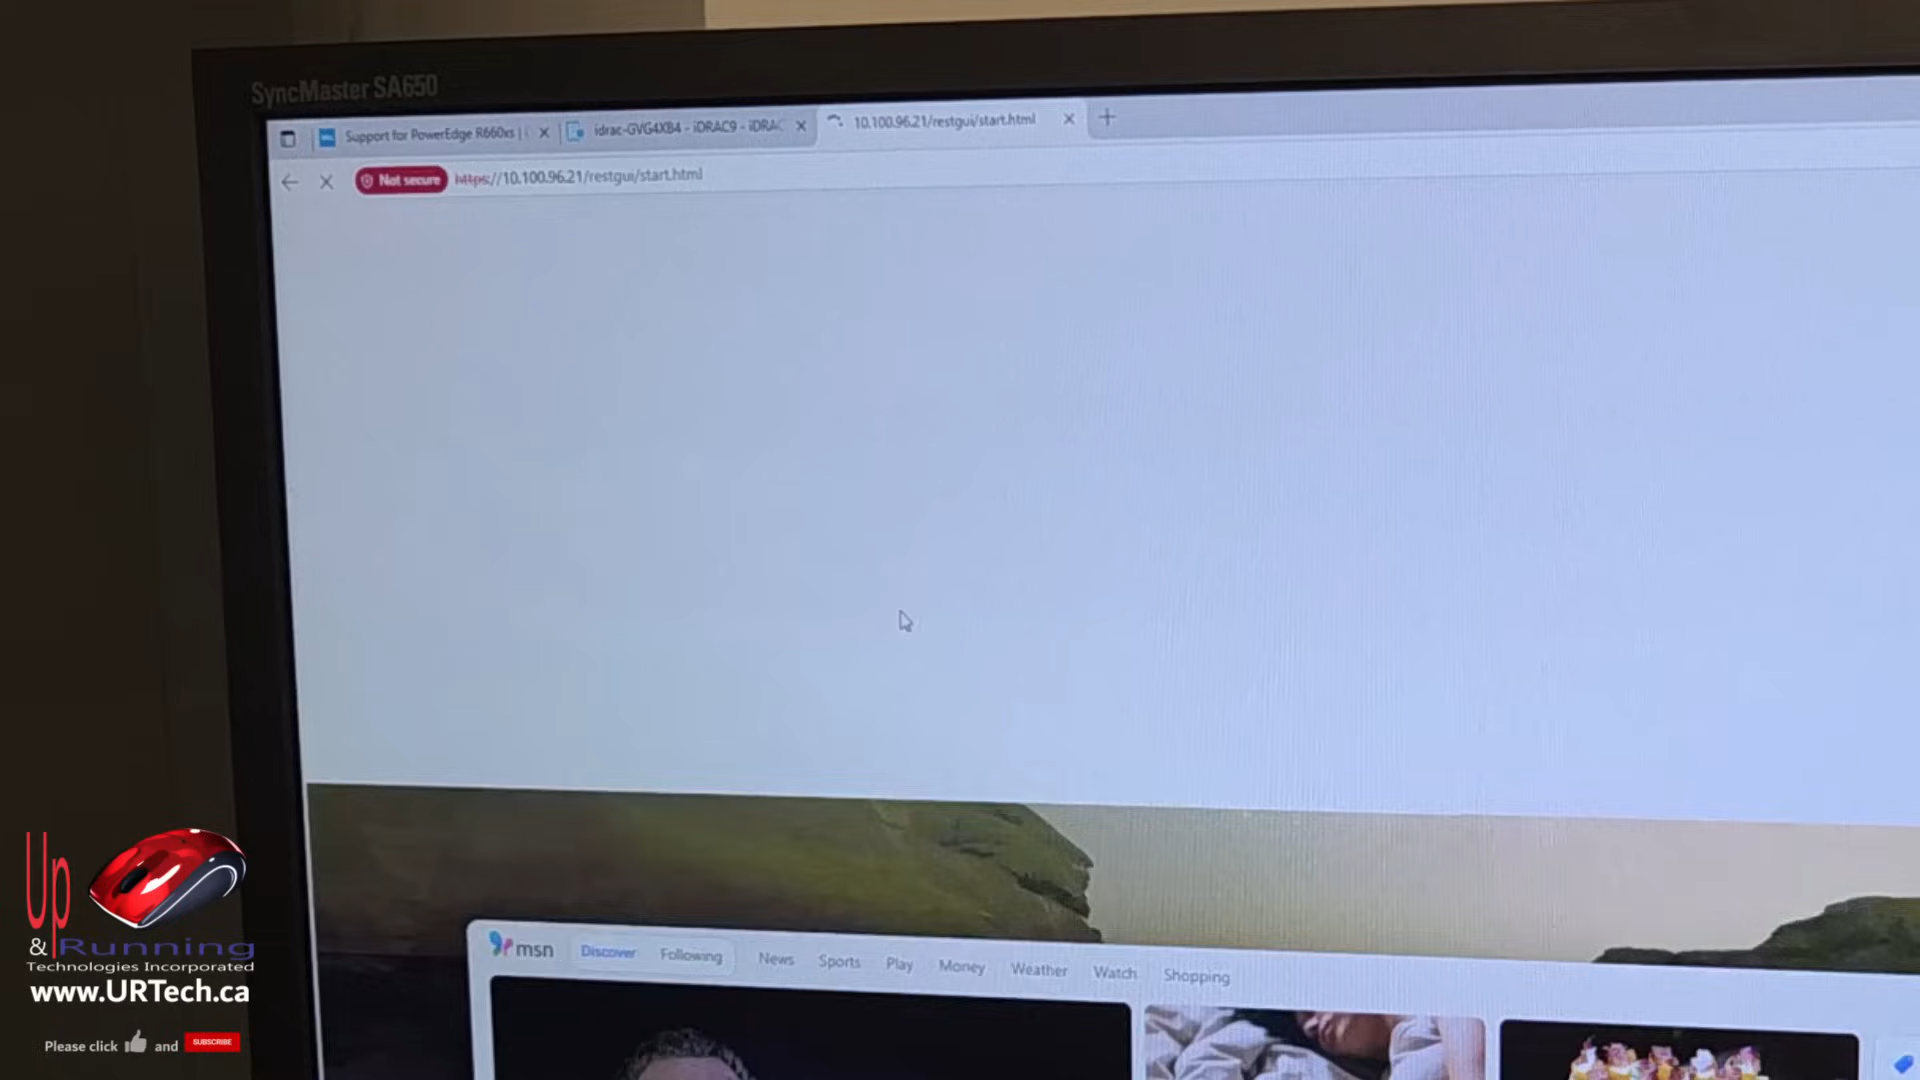 SyncMaster SA650
Support for PowerEdge R660xs |
idrac-GVG4XB4 - iDRAC9 - iDRAC
10.100.96.21/restgui/start.html
Not secure
https://10.100.96.21/restgui/start.html
msn
Discover
Following
News
Sports
Play
Money
Weather
Watch
Shopping
Up
& Running
Technologies Incorporated
www.URTech.ca
Please click and SUBSCRIBE